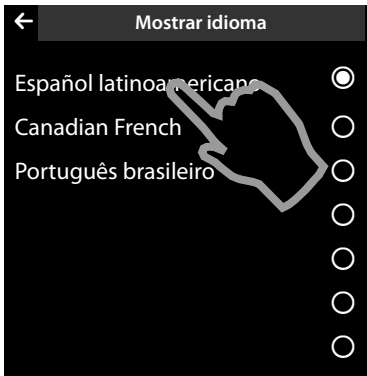 Mostrar idioma
Español latinoamericano
Canadian French
Português brasileiro